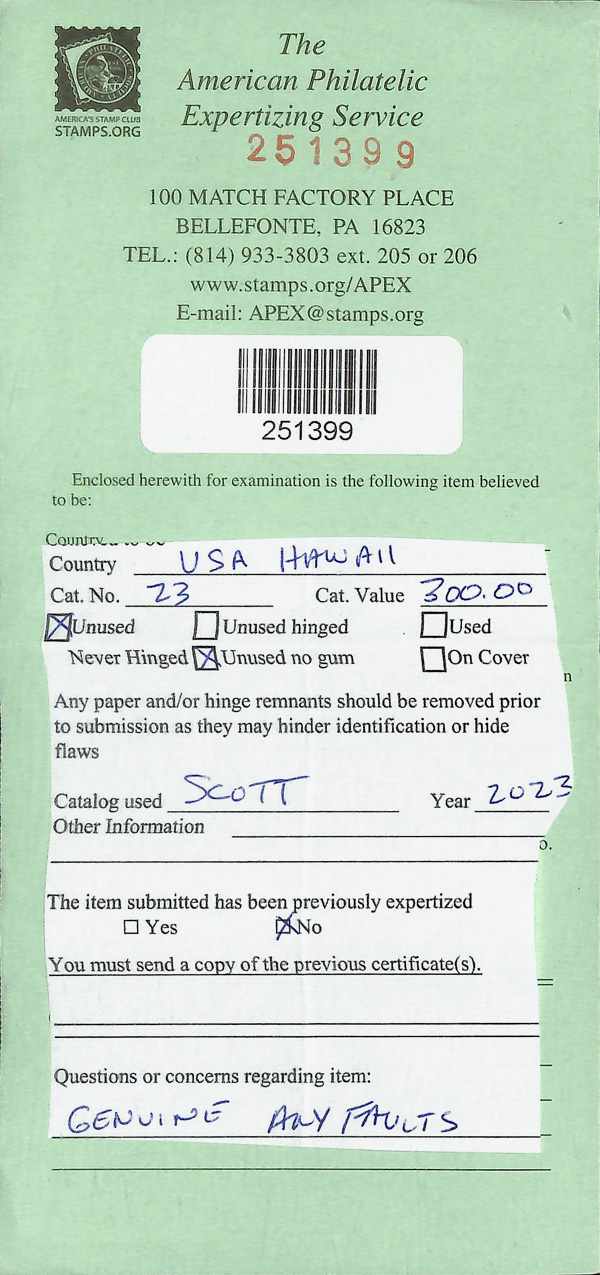 AMERICA'S STAMP CLUB
STAMPS.ORG
The
American Philatelic
Expertizing Service
251399
100 MATCH FACTORY PLACE
BELLEFONTE, PA 16823
TEL.: (814) 933-3803 ext. 205 or 206
www.stamps.org/APEX
E-mail: APEX@stamps.org
251399
Enclosed herewith for examination is the following item believed
to be:
Country USA HAWAII
Cat. No. 23 Cat. Value 300.00
Unused Unused hinged Used
Never Hinged Unused no gum On Cover
n
Any paper and/or hinge remnants should be removed prior
to submission as they may hinder identification or hide
flaws
Catalog used SCOTT Year 2023
Other Information
o.
The item submitted has been previously expertized
Yes No
You must send a copy of the previous certificate(s).
Questions or concerns regarding item:
GENUINE ANY FAULTS